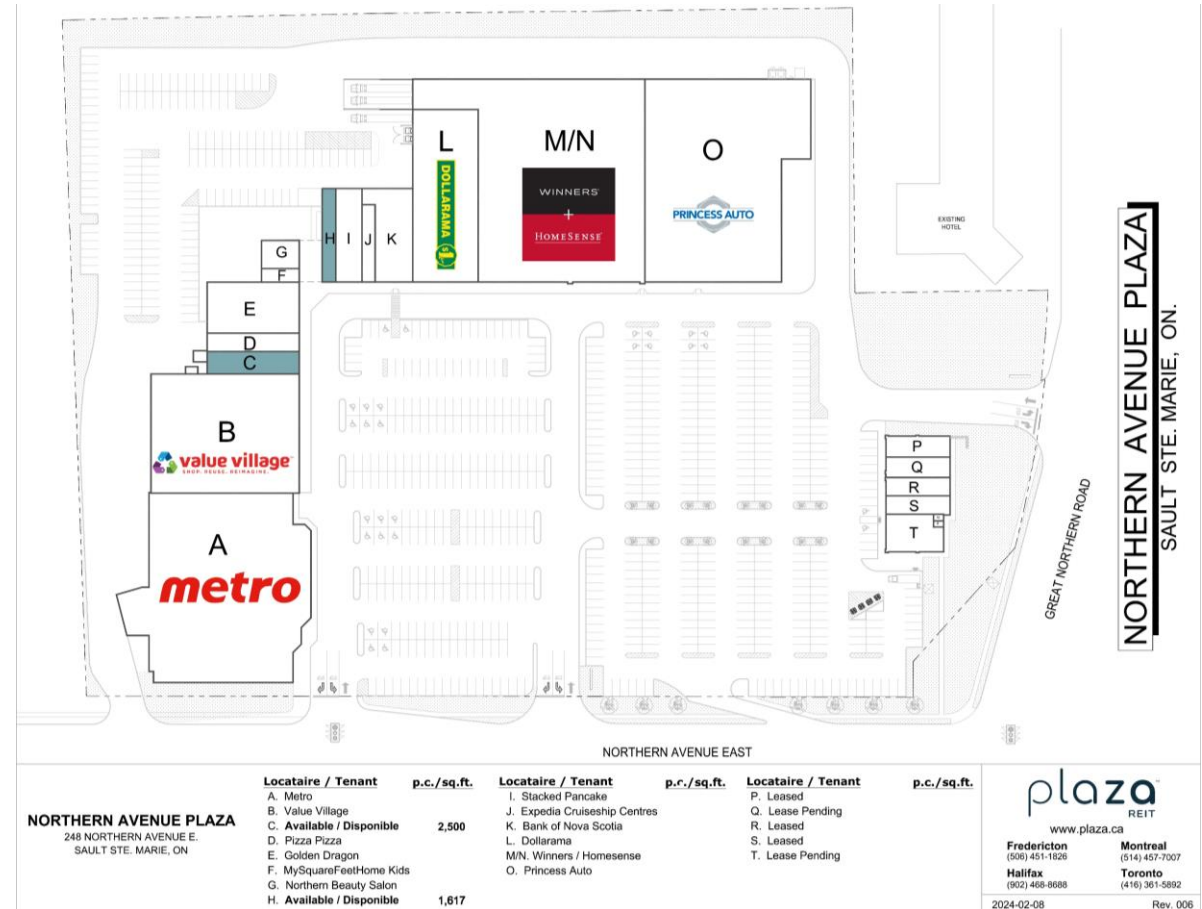 L
M/N
O
DOLLARAMA
$1
WINNERS
+
HOMESENSE
PRINCESS AUTO
EXISTING
HOTEL
H
I
J
K
G
F
E
D
C
B
value village
SHOP. REUSE. REIMAGINE.
A
metro
P
Q
R
S
T
GREAT NORTHERN ROAD
NORTHERN AVENUE EAST
NORTHERN AVENUE PLAZA
SAULT STE. MARIE, ON.
NORTHERN AVENUE PLAZA
248 NORTHERN AVENUE E.
SAULT STE. MARIE, ON
Locataire / Tenant p.c./sq.ft.
A. Metro
B. Value Village
C. Available / Disponible 2,500
D. Pizza Pizza
E. Golden Dragon
F. MySquareFeetHome Kids
G. Northern Beauty Salon
H. Available / Disponible 1,617
Locataire / Tenant p.c./sq.ft.
I. Stacked Pancake
J. Expedia Cruiseship Centres
K. Bank of Nova Scotia
L. Dollarama
M/N. Winners / Homesense
O. Princess Auto
Locataire / Tenant p.c./sq.ft.
P. Leased
Q. Lease Pending
R. Leased
S. Leased
T. Lease Pending
plaza
REIT
www.plaza.ca
Fredericton
(506) 451-1826
Montreal
(514) 457-7007
Halifax
(902) 468-8688
Toronto
(416) 361-5892
2024-02-08 Rev. 006